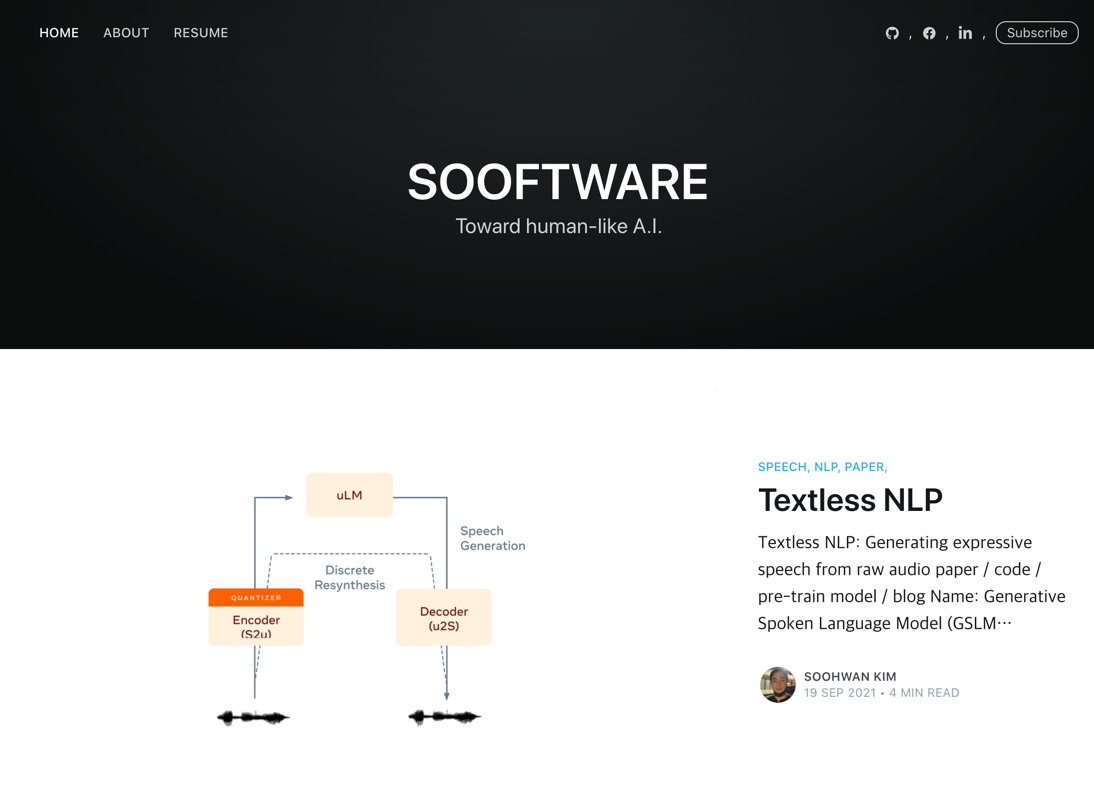 HOME ABOUT RESUME , , , Subscribe
SOOFTWARE
Toward human-like A.I.
uLM
Speech
Generation
Discrete
Resynthesis
QUANTIZER
Encoder
(S2u)
Decoder
(u2S)
SPEECH, NLP, PAPER,
Textless NLP
Textless NLP: Generating expressive
speech from raw audio paper / code /
pre-train model / blog Name: Generative
Spoken Language Model (GSLM…
SOOHWAN KIM
19 SEP 2021 • 4 MIN READ